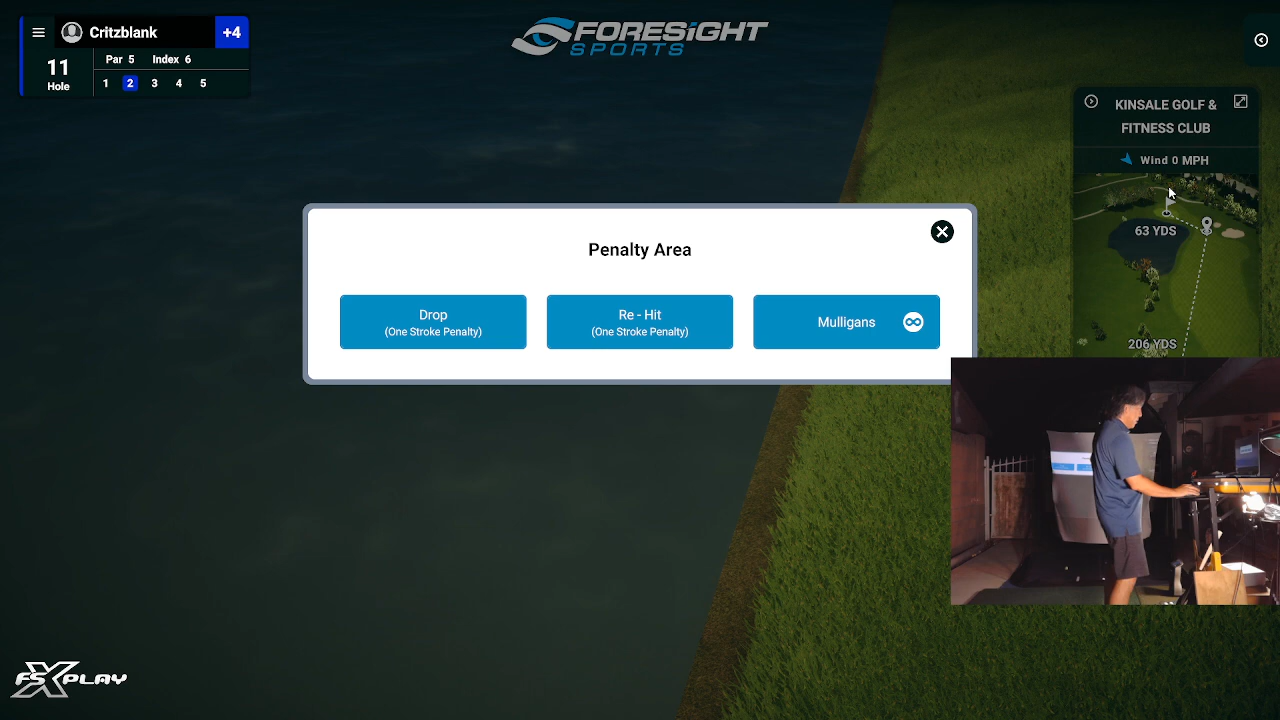 Critzblank
+4
11
Hole
Par 5 Index 6
1 2 3 4 5
FORESiGHT
SPORTS
KINSALE GOLF &
FITNESS CLUB
Wind 0 MPH
63 YDS
206 YDS
Penalty Area
Drop
(One Stroke Penalty)
Re - Hit
(One Stroke Penalty)
Mulligans
FSX PLAY